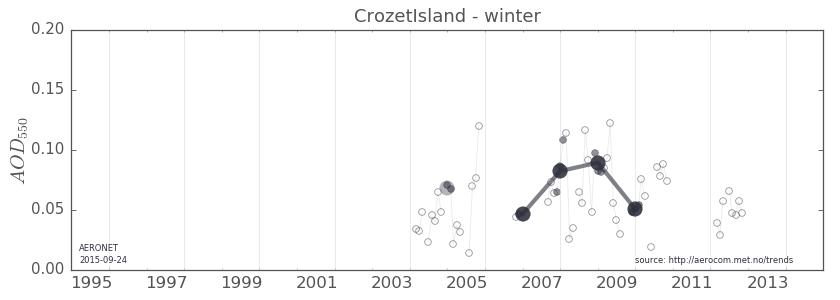 CrozetIsland - winter
0.20
0.15
0.10
0.05
0.00
AOD550
AERONET
2015-09-24
source: http://aerocom.met.no/trends
1995 1997 1999 2001 2003 2005 2007 2009 2011 2013